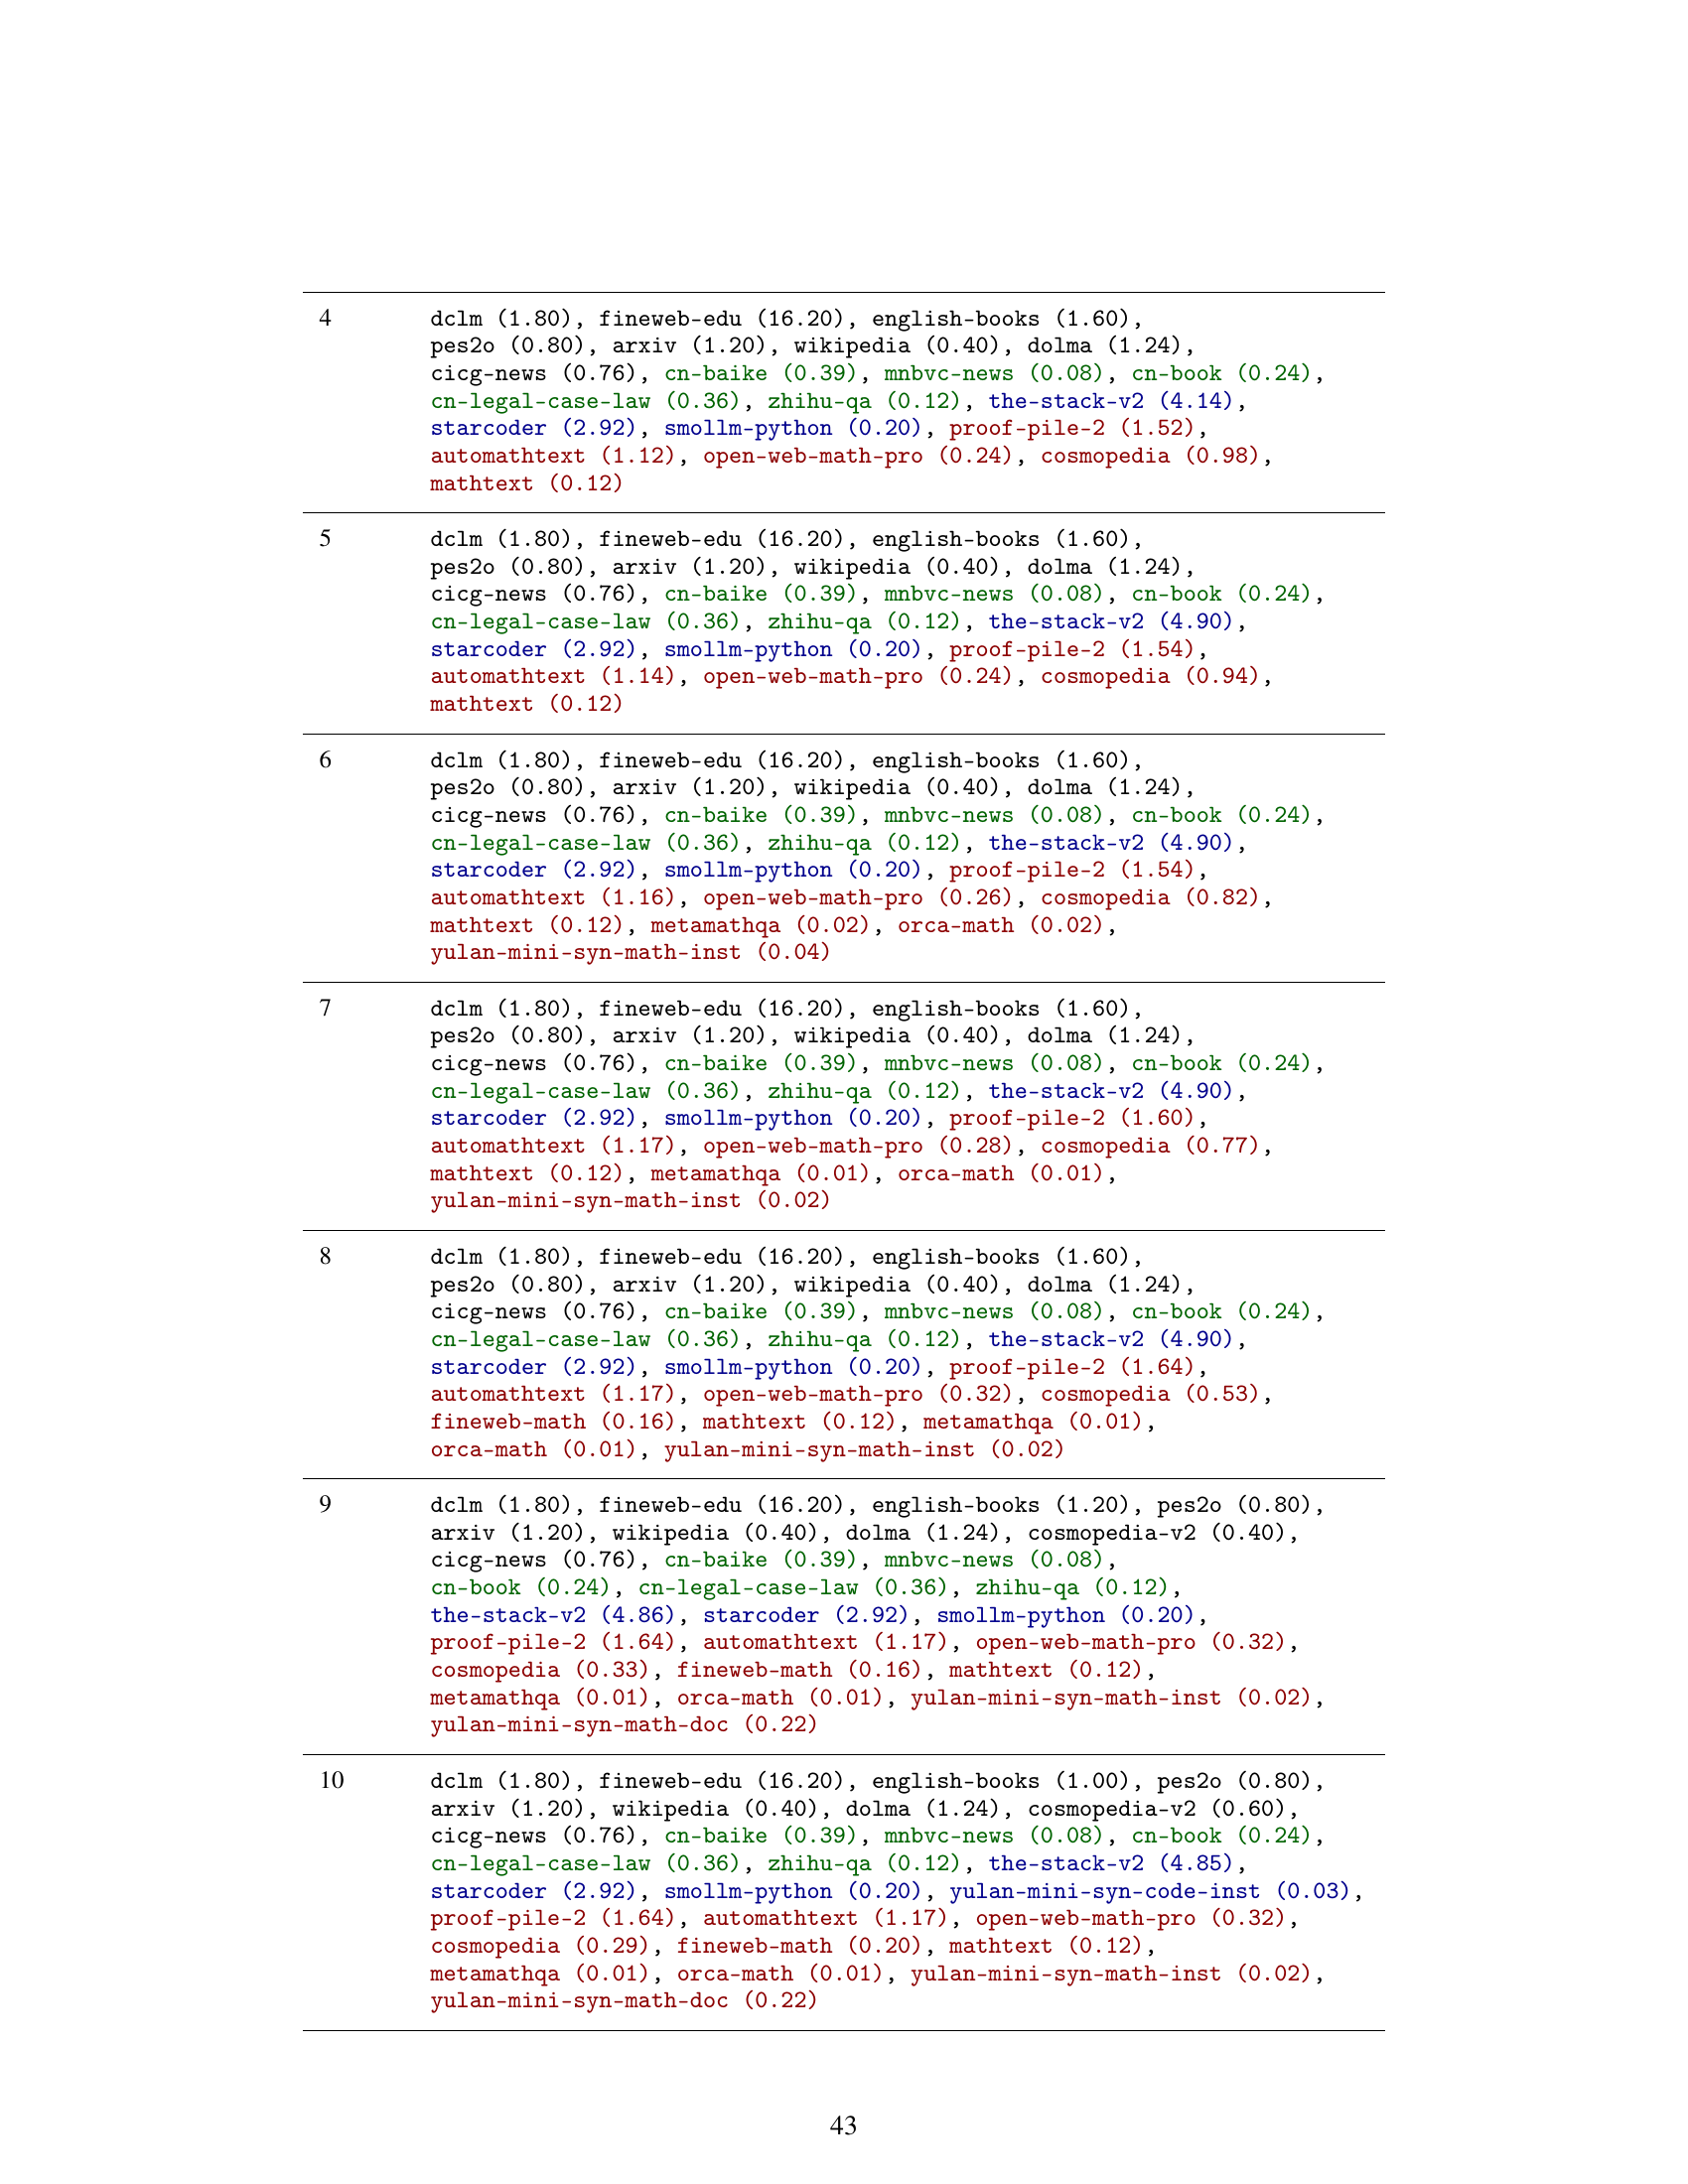 4 dclm (1.80), fineweb-edu (16.20), english-books (1.60),
pes2o (0.80), arxiv (1.20), wikipedia (0.40), dolma (1.24),
cicg-news (0.76), cn-baike (0.39), mnbvc-news (0.08), cn-book (0.24),
cn-legal-case-law (0.36), zhihu-qa (0.12), the-stack-v2 (4.14),
starcoder (2.92), smollm-python (0.20), proof-pile-2 (1.52),
automathtext (1.12), open-web-math-pro (0.24), cosmopedia (0.98),
mathtext (0.12)
5 dclm (1.80), fineweb-edu (16.20), english-books (1.60),
pes2o (0.80), arxiv (1.20), wikipedia (0.40), dolma (1.24),
cicg-news (0.76), cn-baike (0.39), mnbvc-news (0.08), cn-book (0.24),
cn-legal-case-law (0.36), zhihu-qa (0.12), the-stack-v2 (4.90),
starcoder (2.92), smollm-python (0.20), proof-pile-2 (1.54),
automathtext (1.14), open-web-math-pro (0.24), cosmopedia (0.94),
mathtext (0.12)
6 dclm (1.80), fineweb-edu (16.20), english-books (1.60),
pes2o (0.80), arxiv (1.20), wikipedia (0.40), dolma (1.24),
cicg-news (0.76), cn-baike (0.39), mnbvc-news (0.08), cn-book (0.24),
cn-legal-case-law (0.36), zhihu-qa (0.12), the-stack-v2 (4.90),
starcoder (2.92), smollm-python (0.20), proof-pile-2 (1.54),
automathtext (1.16), open-web-math-pro (0.26), cosmopedia (0.82),
mathtext (0.12), metamathqa (0.02), orca-math (0.02),
yulan-mini-syn-math-inst (0.04)
7 dclm (1.80), fineweb-edu (16.20), english-books (1.60),
pes2o (0.80), arxiv (1.20), wikipedia (0.40), dolma (1.24),
cicg-news (0.76), cn-baike (0.39), mnbvc-news (0.08), cn-book (0.24),
cn-legal-case-law (0.36), zhihu-qa (0.12), the-stack-v2 (4.90),
starcoder (2.92), smollm-python (0.20), proof-pile-2 (1.60),
automathtext (1.17), open-web-math-pro (0.28), cosmopedia (0.77),
mathtext (0.12), metamathqa (0.01), orca-math (0.01),
yulan-mini-syn-math-inst (0.02)
8 dclm (1.80), fineweb-edu (16.20), english-books (1.60),
pes2o (0.80), arxiv (1.20), wikipedia (0.40), dolma (1.24),
cicg-news (0.76), cn-baike (0.39), mnbvc-news (0.08), cn-book (0.24),
cn-legal-case-law (0.36), zhihu-qa (0.12), the-stack-v2 (4.90),
starcoder (2.92), smollm-python (0.20), proof-pile-2 (1.64),
automathtext (1.17), open-web-math-pro (0.32), cosmopedia (0.53),
fineweb-math (0.16), mathtext (0.12), metamathqa (0.01),
orca-math (0.01), yulan-mini-syn-math-inst (0.02)
9 dclm (1.80), fineweb-edu (16.20), english-books (1.20), pes2o (0.80),
arxiv (1.20), wikipedia (0.40), dolma (1.24), cosmopedia-v2 (0.40),
cicg-news (0.76), cn-baike (0.39), mnbvc-news (0.08),
cn-book (0.24), cn-legal-case-law (0.36), zhihu-qa (0.12),
the-stack-v2 (4.86), starcoder (2.92), smollm-python (0.20),
proof-pile-2 (1.64), automathtext (1.17), open-web-math-pro (0.32),
cosmopedia (0.33), fineweb-math (0.16), mathtext (0.12),
metamathqa (0.01), orca-math (0.01), yulan-mini-syn-math-inst (0.02),
yulan-mini-syn-math-doc (0.22)
10 dclm (1.80), fineweb-edu (16.20), english-books (1.00), pes2o (0.80),
arxiv (1.20), wikipedia (0.40), dolma (1.24), cosmopedia-v2 (0.60),
cicg-news (0.76), cn-baike (0.39), mnbvc-news (0.08), cn-book (0.24),
cn-legal-case-law (0.36), zhihu-qa (0.12), the-stack-v2 (4.85),
starcoder (2.92), smollm-python (0.20), yulan-mini-syn-code-inst (0.03),
proof-pile-2 (1.64), automathtext (1.17), open-web-math-pro (0.32),
cosmopedia (0.29), fineweb-math (0.20), mathtext (0.12),
metamathqa (0.01), orca-math (0.01), yulan-mini-syn-math-inst (0.02),
yulan-mini-syn-math-doc (0.22)
43